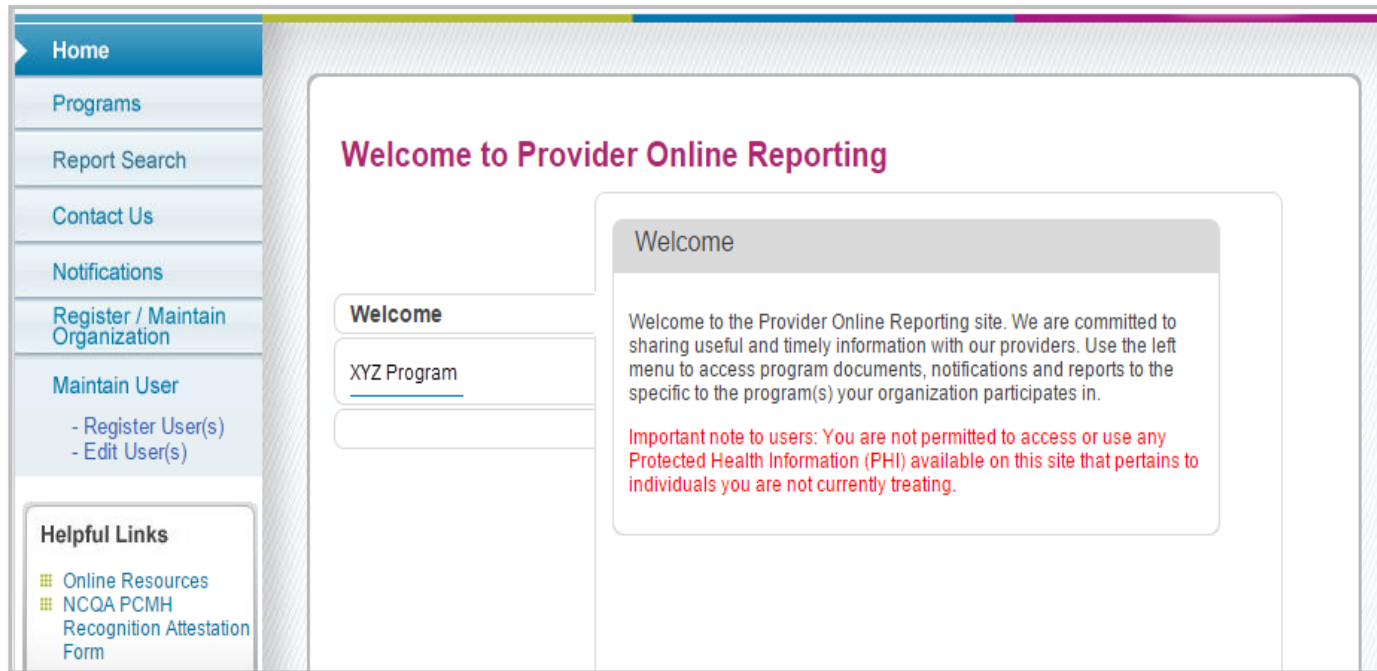 Home
Programs
Report Search
Contact Us
Notifications
Register / Maintain
Organization
Maintain User
- Register User(s)
- Edit User(s)
Helpful Links
Online Resources
NCQA PCMH
Recognition Attestation
Form
Welcome to Provider Online Reporting
Welcome
XYZ Program
Welcome
Welcome to the Provider Online Reporting site. We are committed to
sharing useful and timely information with our providers. Use the left
menu to access program documents, notifications and reports to the
specific to the program(s) your organization participates in.
Important note to users: You are not permitted to access or use any
Protected Health Information (PHI) available on this site that pertains to
individuals you are not currently treating.